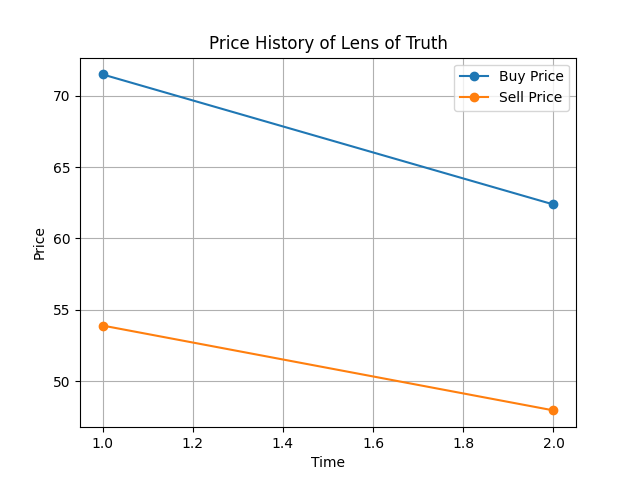 Price History of Lens of Truth
Buy Price
Sell Price
Price
70
65
60
55
50
1.0 1.2 1.4 1.6 1.8 2.0
Time